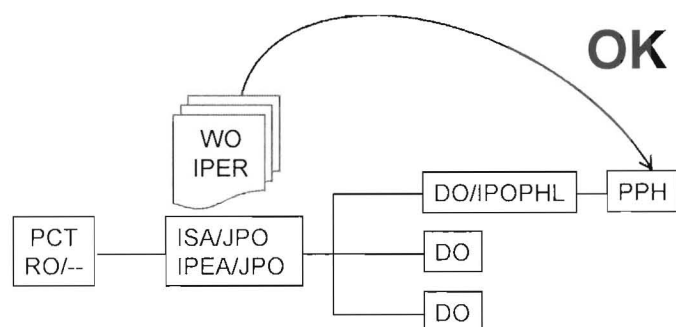 OK
WO
IPER
DO/IPOPHL
PPH
PCT
RO/--
ISA/JPO
IPEA/JPO
DO
DO